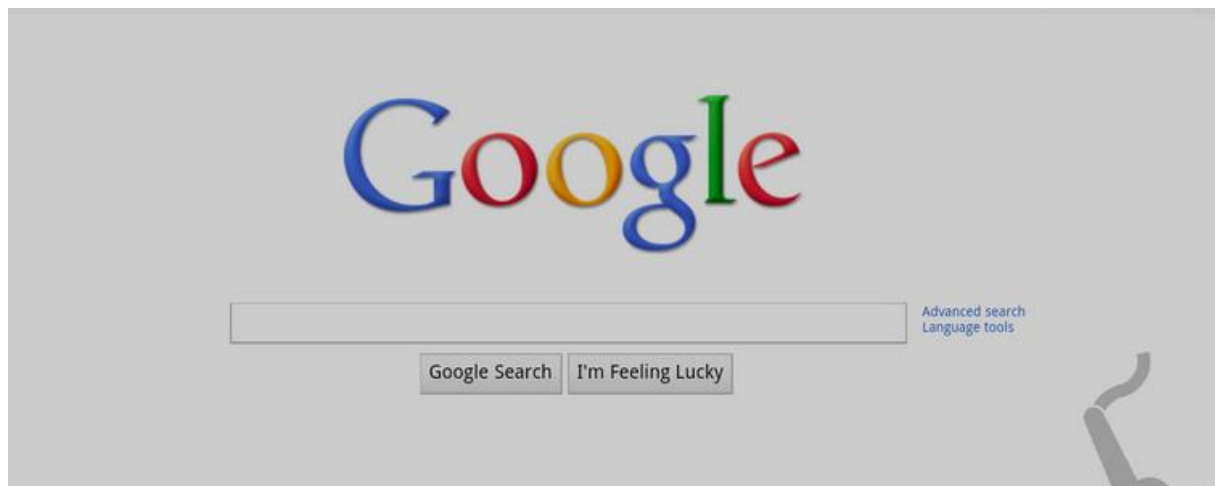 Google
Advanced search
Language tools
Google Search
I'm Feeling Lucky